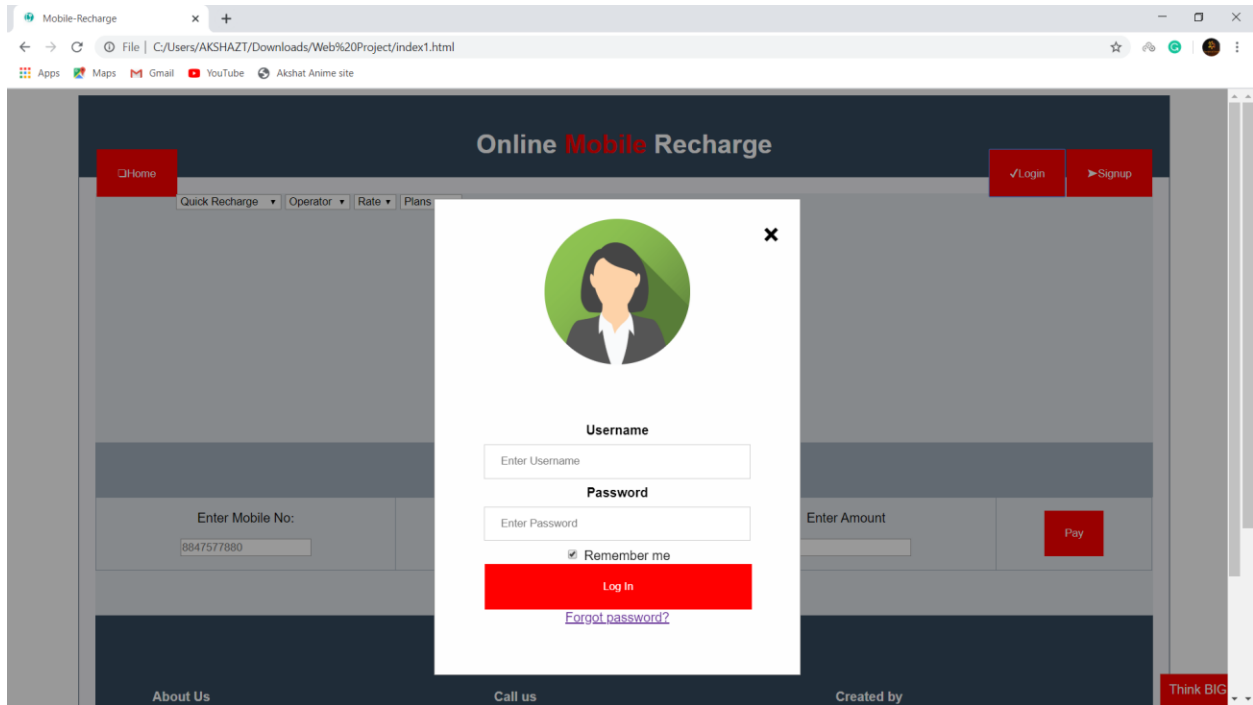 Mobile-Recharge
File | C:/Users/AKSHAZT/Downloads/Web%20Project/index1.html
Apps Maps Gmail YouTube Akshat Anime site
Online Mobile Recharge
❏Home
✓Login
➤Signup
Quick Recharge Operator Rate Plans
Username
Enter Username
Password
Enter Password
Remember me
Log In
Forgot password?
Enter Mobile No:
8847577880
Enter Amount
Pay
About Us
Call us
Created by
Think BIG